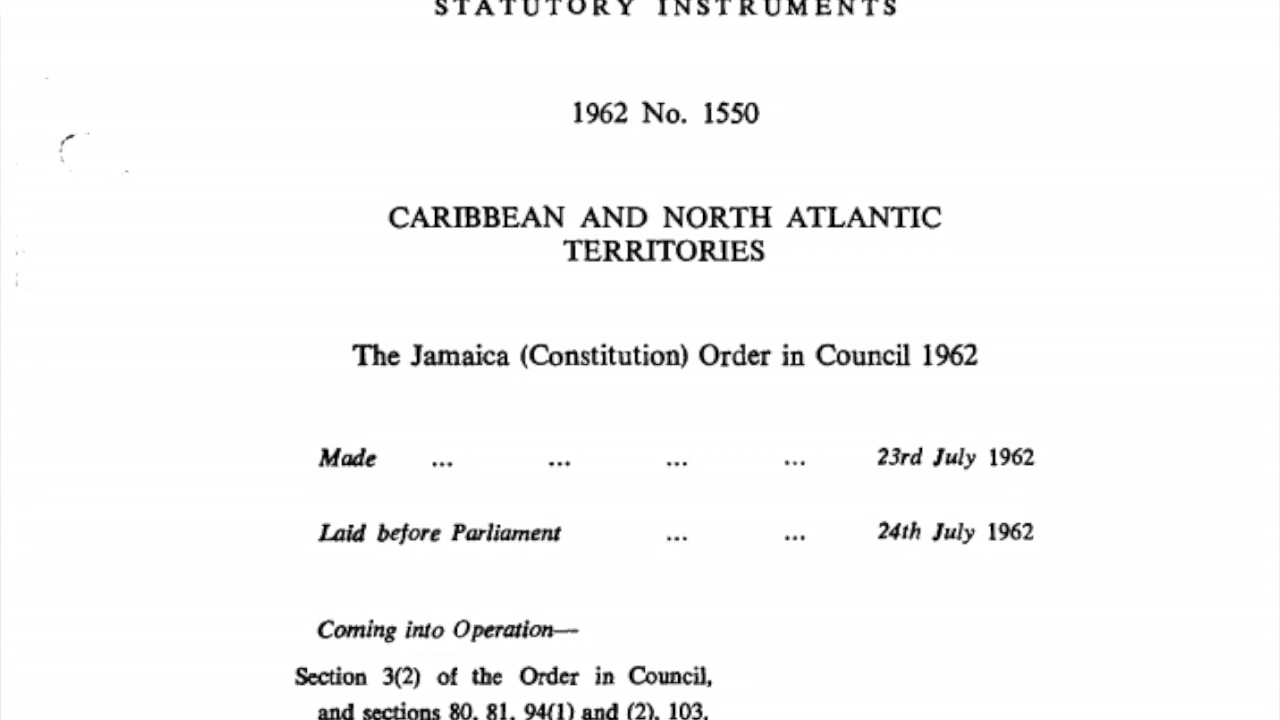 STATUTORY INSTRUMENTS
1962 No. 1550
CARIBBEAN AND NORTH ATLANTIC
TERRITORIES
The Jamaica (Constitution) Order in Council 1962
Made ... ... ... ... 23rd July 1962
Laid before Parliament ... ... 24th July 1962
Coming into Operation—
Section 3(2) of the Order in Council,
and sections 80, 81, 94(1) and (2), 103,